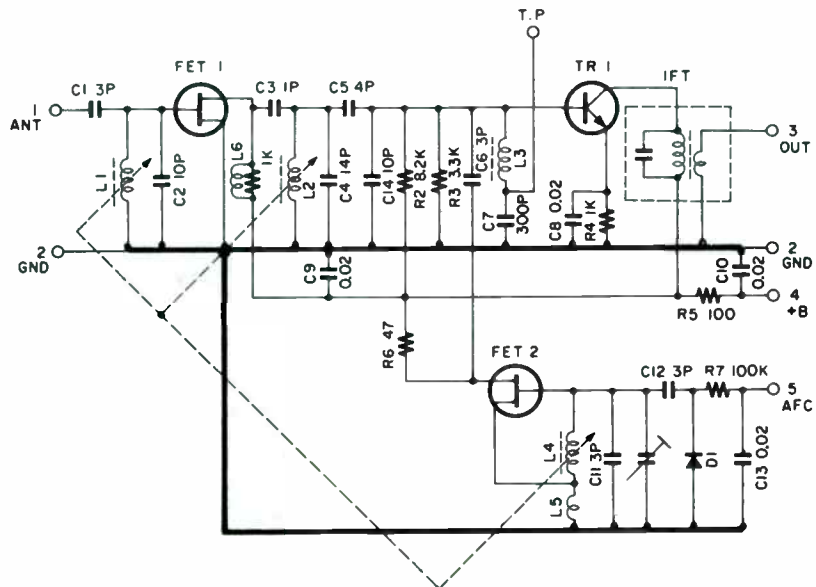 T.P
FET 1
TR 1
IFT
C1 3P
C3 1P
C5 4P
1
ANT
3
OUT
L1
C2 10P
L6
1K
L2
C4 14P
C14 10P
R2 8.2K
R3 3.3K
C6 3P
L3
C7
300P
C8 0.02
R4 1K
2
GND
2
GND
C9
0.02
C10
0.02
R5 100
4
+B
R6 47
FET 2
C12 3P
R7 100K
5
AFC
L4
L5
C11 3P
D1
C13 0.02